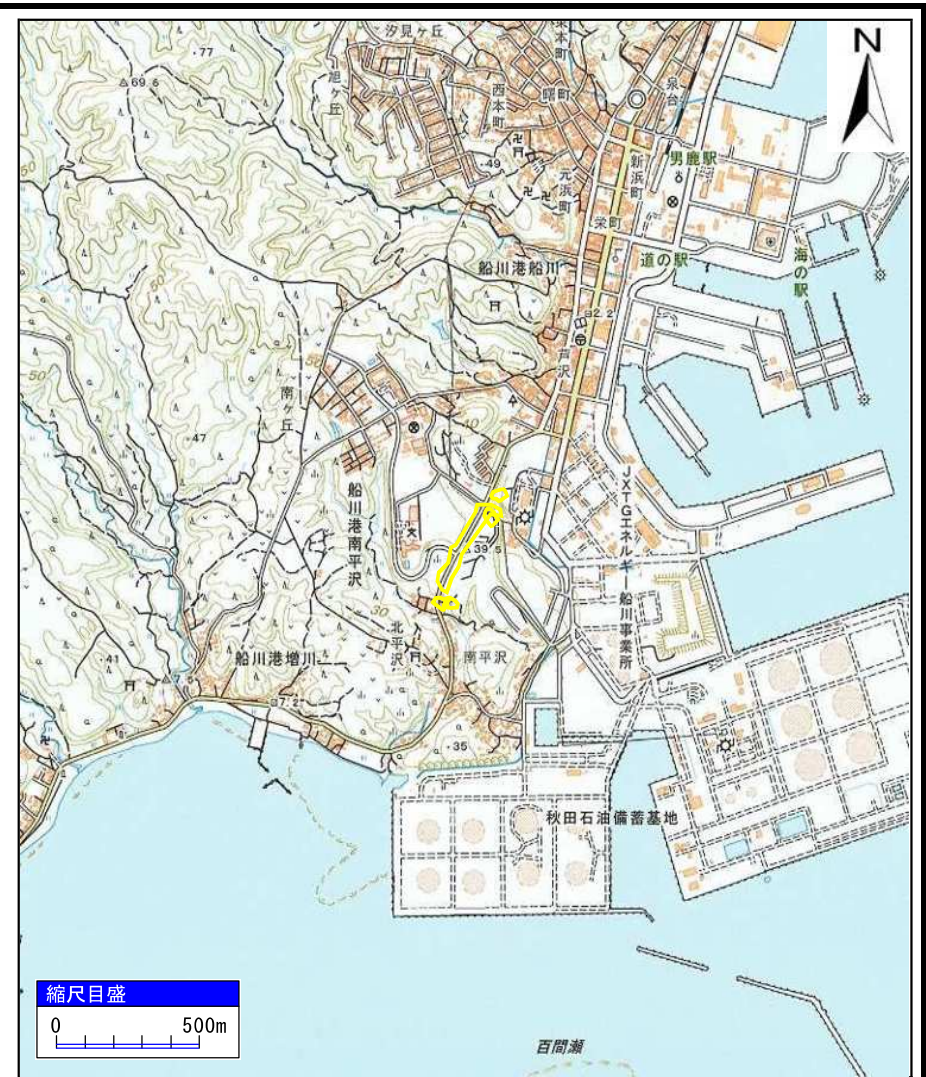 N
汐見ヶ丘
・77
69.6
旭ヶ丘
西本町
東本町
曙町
泉台
・49
元浜町
新浜町
男鹿駅
栄町
船川港船川
道の駅
海の駅
2.2
芦沢
50
50
南ヶ丘
・47
40
船川港南平沢
39.5
JXTGエネルギー船川事業所
30
北平沢
南平沢
船川港増川
・41
7.2
・35
秋田石油備蓄基地
縮尺目盛
0 500m
百間瀬